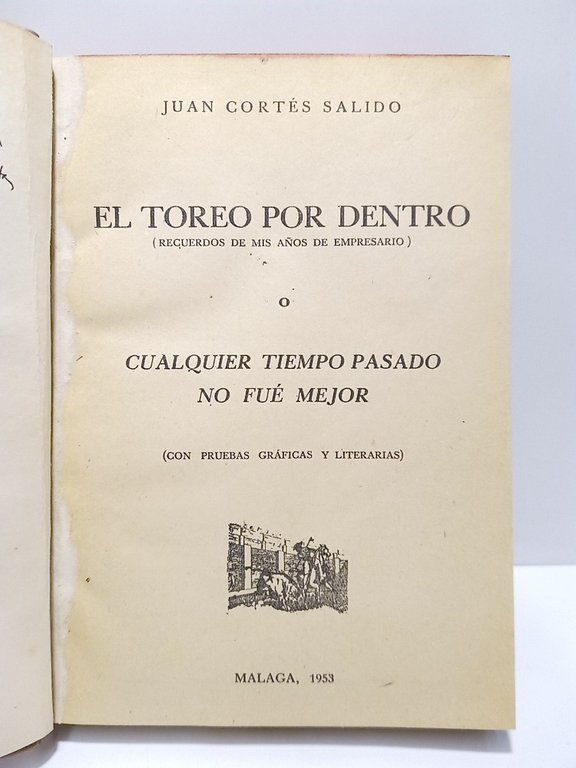 JUAN CORTÉS SALIDO
EL TOREO POR DENTRO
(RECUERDOS DE MIS AÑOS DE EMPRESARIO)
o
CUALQUIER TIEMPO PASADO
NO FUÉ MEJOR
(CON PRUEBAS GRÁFICAS Y LITERARIAS)
MALAGA, 1953